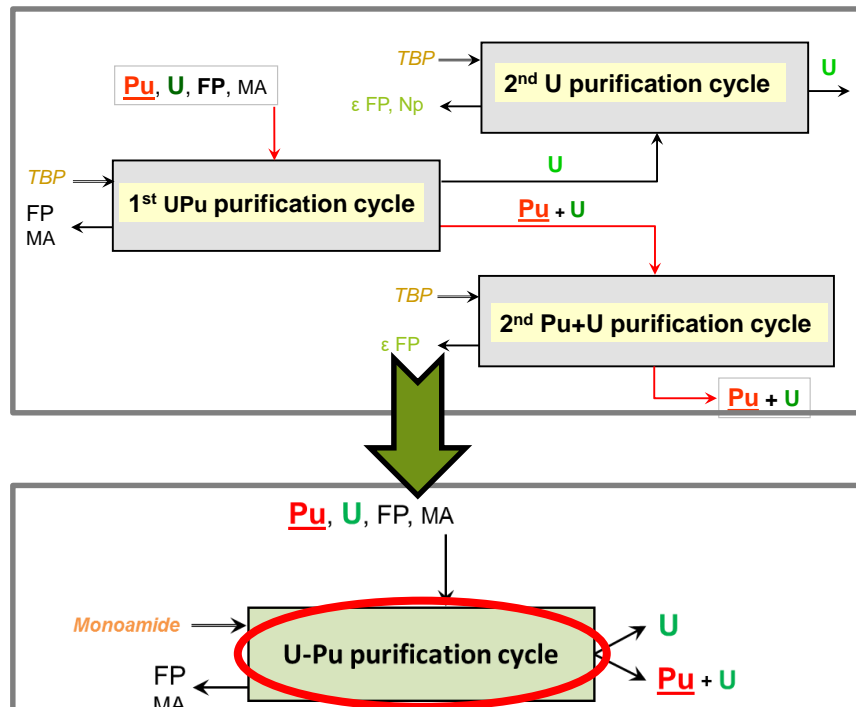 TBP
2nd U purification cycle
U
ε FP, Np
Pu, U, FP, MA
U
TBP
1st UPu purification cycle
Pu + U
FP
MA
TBP
2nd Pu+U purification cycle
ε FP
Pu + U
Pu, U, FP, MA
Monoamide
U
U-Pu purification cycle
FP
Pu + U
MA